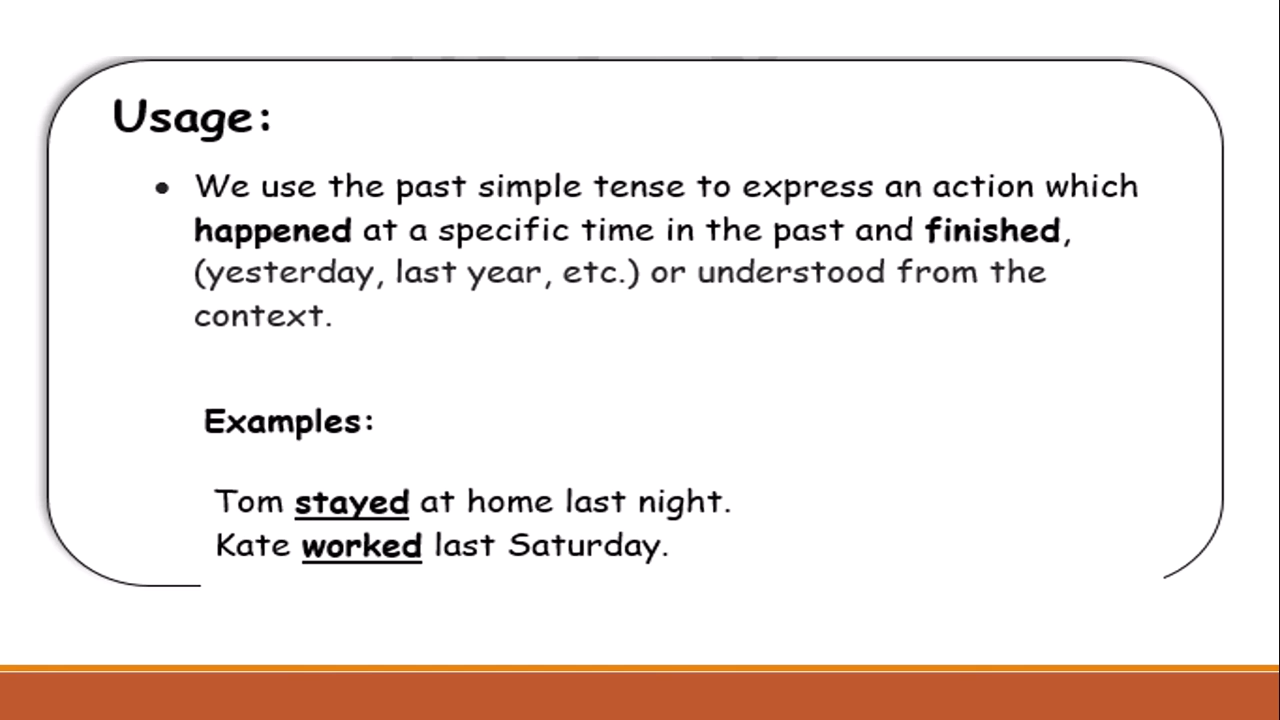 Usage:
• We use the past simple tense to express an action which
happened at a specific time in the past and finished,
(yesterday, last year, etc.) or understood from the
context.
Examples:
Tom stayed at home last night.
Kate worked last Saturday.